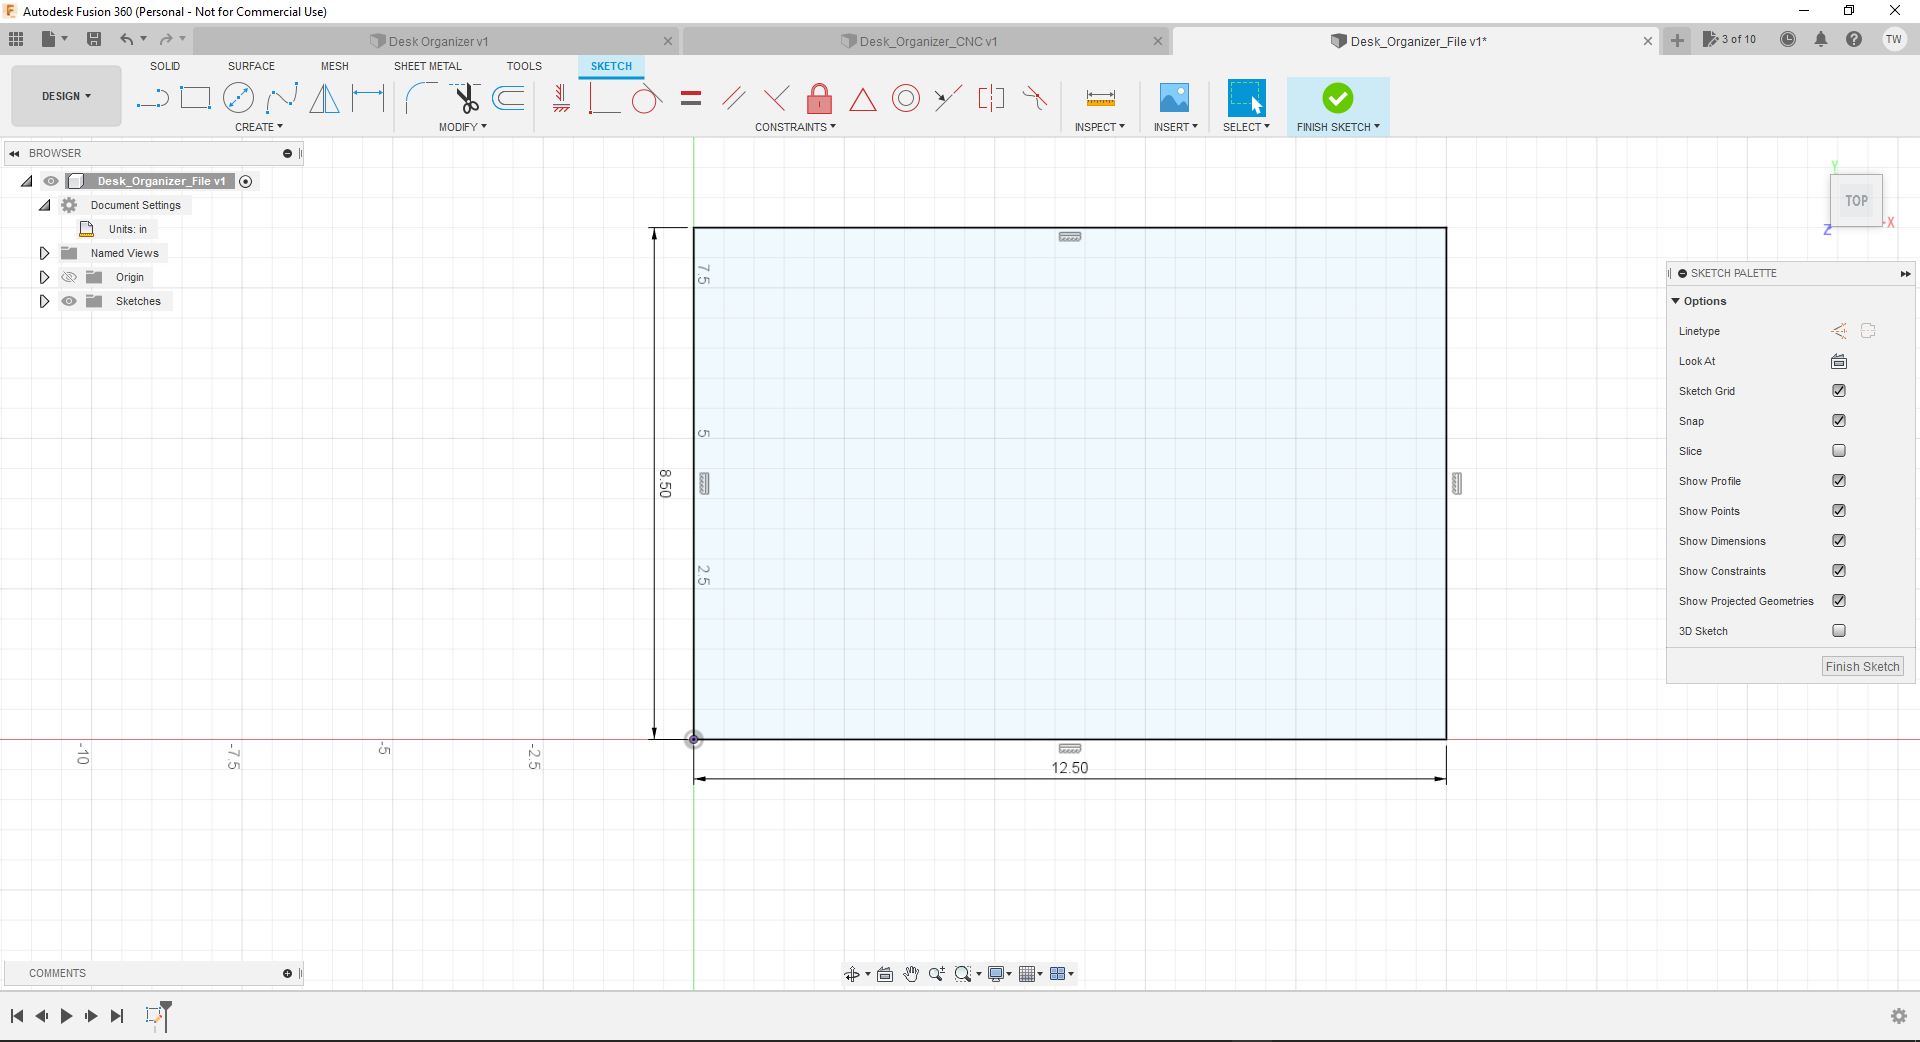 Autodesk Fusion 360 (Personal - Not for Commercial Use)
Desk Organizer v1
Desk_Organizer_CNC v1
Desk_Organizer_File v1*
3 of 10
TW
DESIGN
SOLID
SURFACE
MESH
SHEET METAL
TOOLS
SKETCH
CREATE
MODIFY
CONSTRAINTS
INSPECT
INSERT
SELECT
FINISH SKETCH
BROWSER
Desk_Organizer_File v1
Document Settings
Units: in
Named Views
Origin
Sketches
Y
TOP
Z
X
7.5
5
8.50
2.5
-10
-7.5
-5
-2.5
12.50
SKETCH PALETTE
Options
Linetype
Look At
Sketch Grid
Snap
Slice
Show Profile
Show Points
Show Dimensions
Show Constraints
Show Projected Geometries
3D Sketch
Finish Sketch
COMMENTS